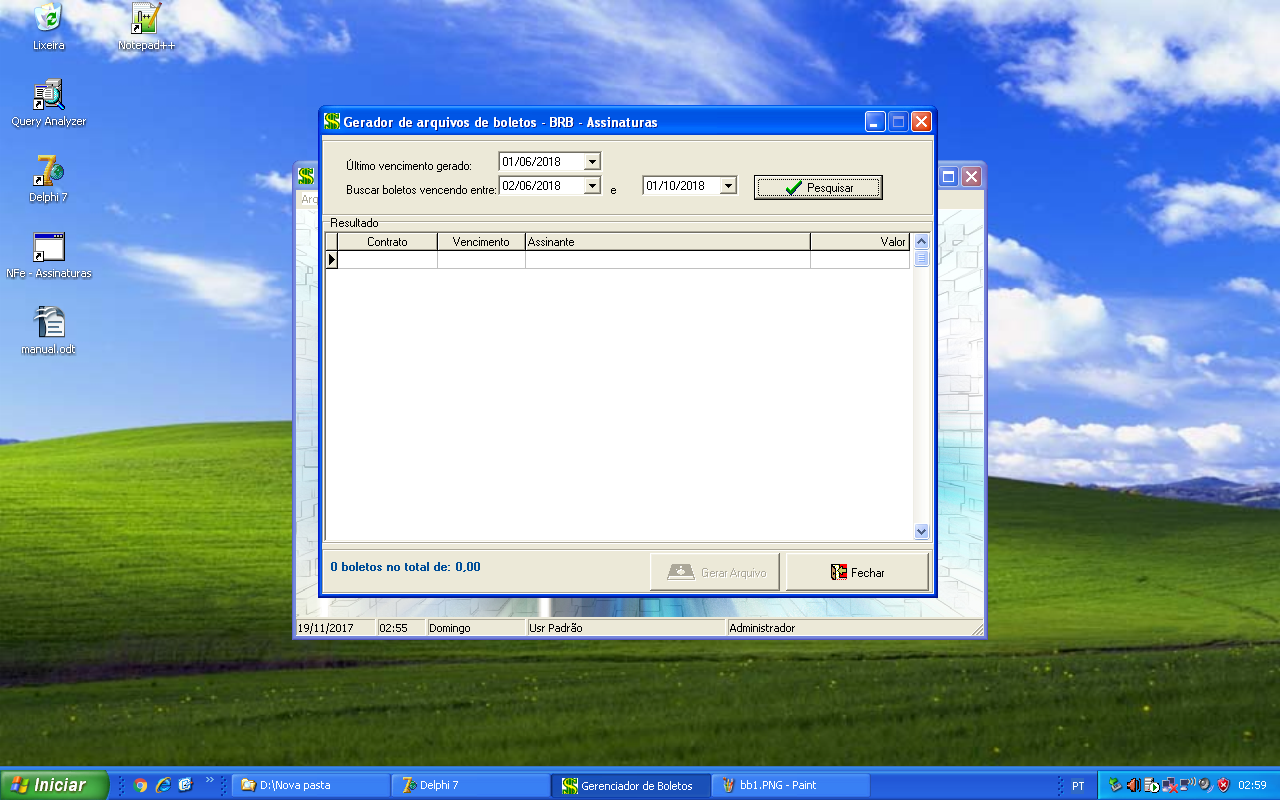 Lixeira
Notepad++
Query Analyzer
Delphi 7
NFe - Assinaturas
manual.odt
Gerador de arquivos de boletos - BRB - Assinaturas
Último vencimento gerado: 01/06/2018
Buscar boletos vencendo entre: 02/06/2018 e 01/10/2018 Pesquisar
Arq
Resultado
Contrato Vencimento Assinante Valor
0 boletos no total de: 0,00
Gerar Arquivo Fechar
19/11/2017 02:55 Domingo Usr Padrão Administrador
Iniciar D:\Nova pasta Delphi 7 Gerenciador de Boletos bb1.PNG - Paint PT 02:59